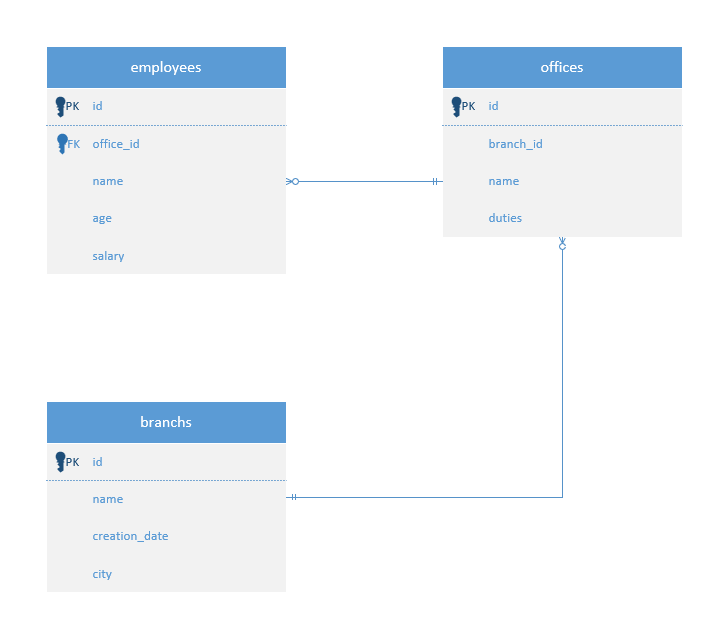 employees
PK id
FK office_id
name
age
salary
offices
PK id
branch_id
name
duties
branchs
PK id
name
creation_date
city